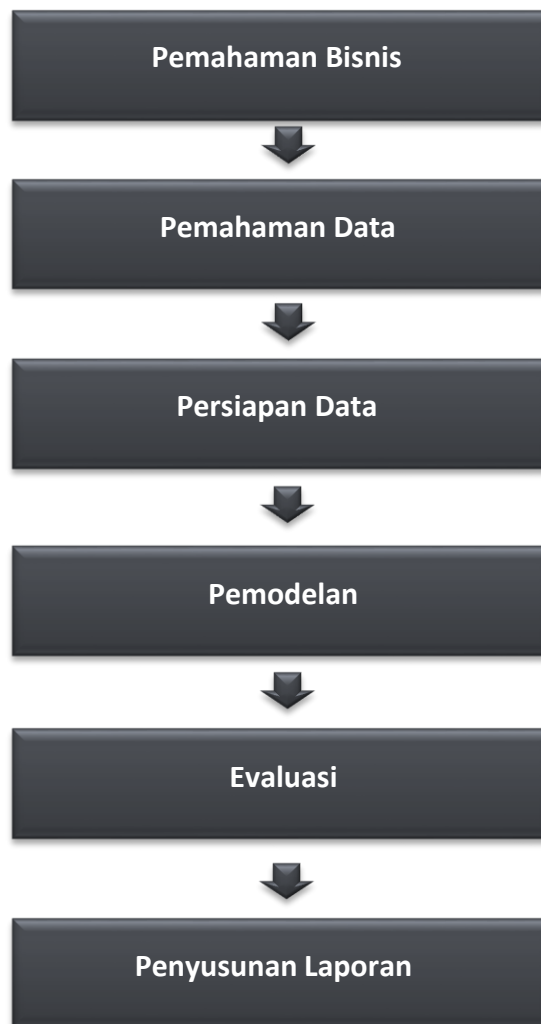 Pemahaman Bisnis
Pemahaman Data
Persiapan Data
Pemodelan
Evaluasi
Penyusunan Laporan